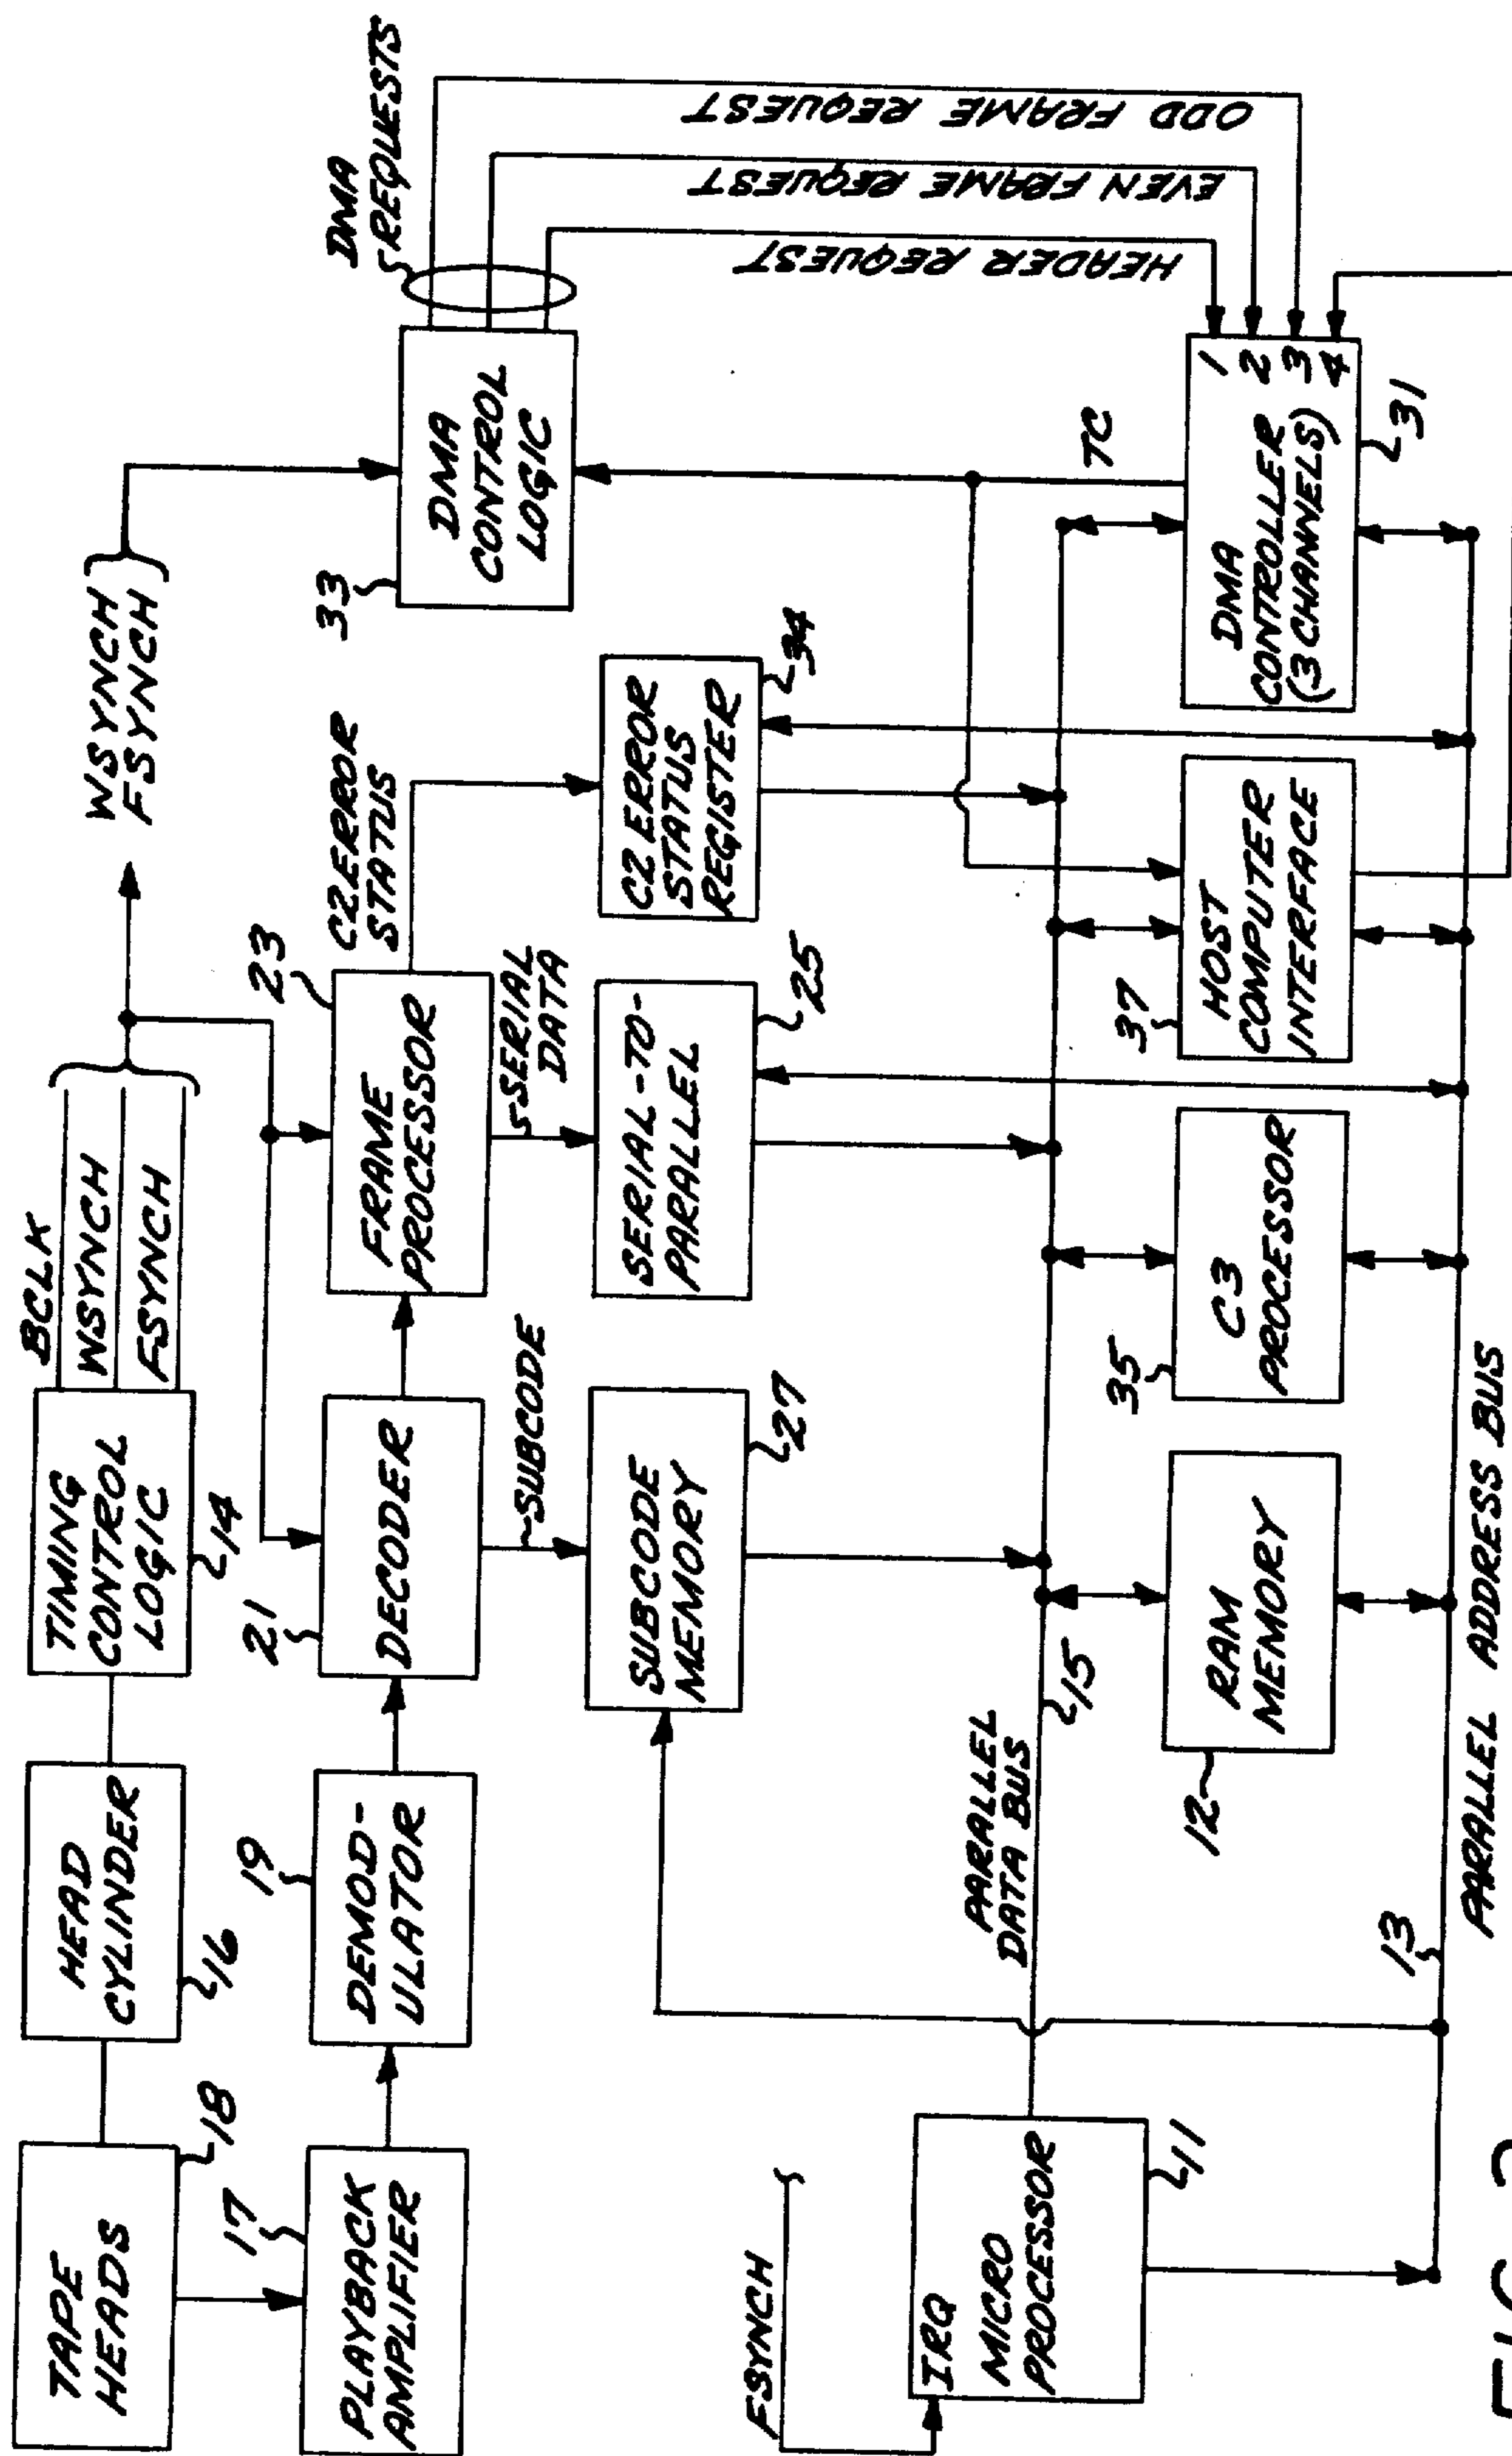 TAPE
HEADS
18
HEAD
CYLINDER
16
TIMING
CONTROL
LOGIC
14
BCLK
WSYNCH
FSYNCH
WSYNCH
FSYNCH
17
PLAYBACK
AMPLIFIER
19
DEMOD-
ULATOR
21
DECODER
23
FRAME
PROCESSOR
C2 ERROR
STATUS
33
DMA
CONTROL
LOGIC
DMA
REQUESTS
SUBCODE
SERIAL
DATA
SUBCODE
MEMORY
27
SERIAL-TO-
PARALLEL
25
C2 ERROR
STATUS
REGISTER
34
ODD FRAME REQUEST
EVEN FRAME REQUEST
HEADER REQUEST
FSYNCH
IRQ
MICRO
PROCESSOR
11
PARALLEL
DATA BUS
15
12
RAM
MEMORY
35
C3
PROCESSOR
37
HOST
COMPUTER
INTERFACE
TC
DMA
CONTROLLER
(3 CHANNELS)
1
2
3
4
31
13
PARALLEL ADDRESS BUS